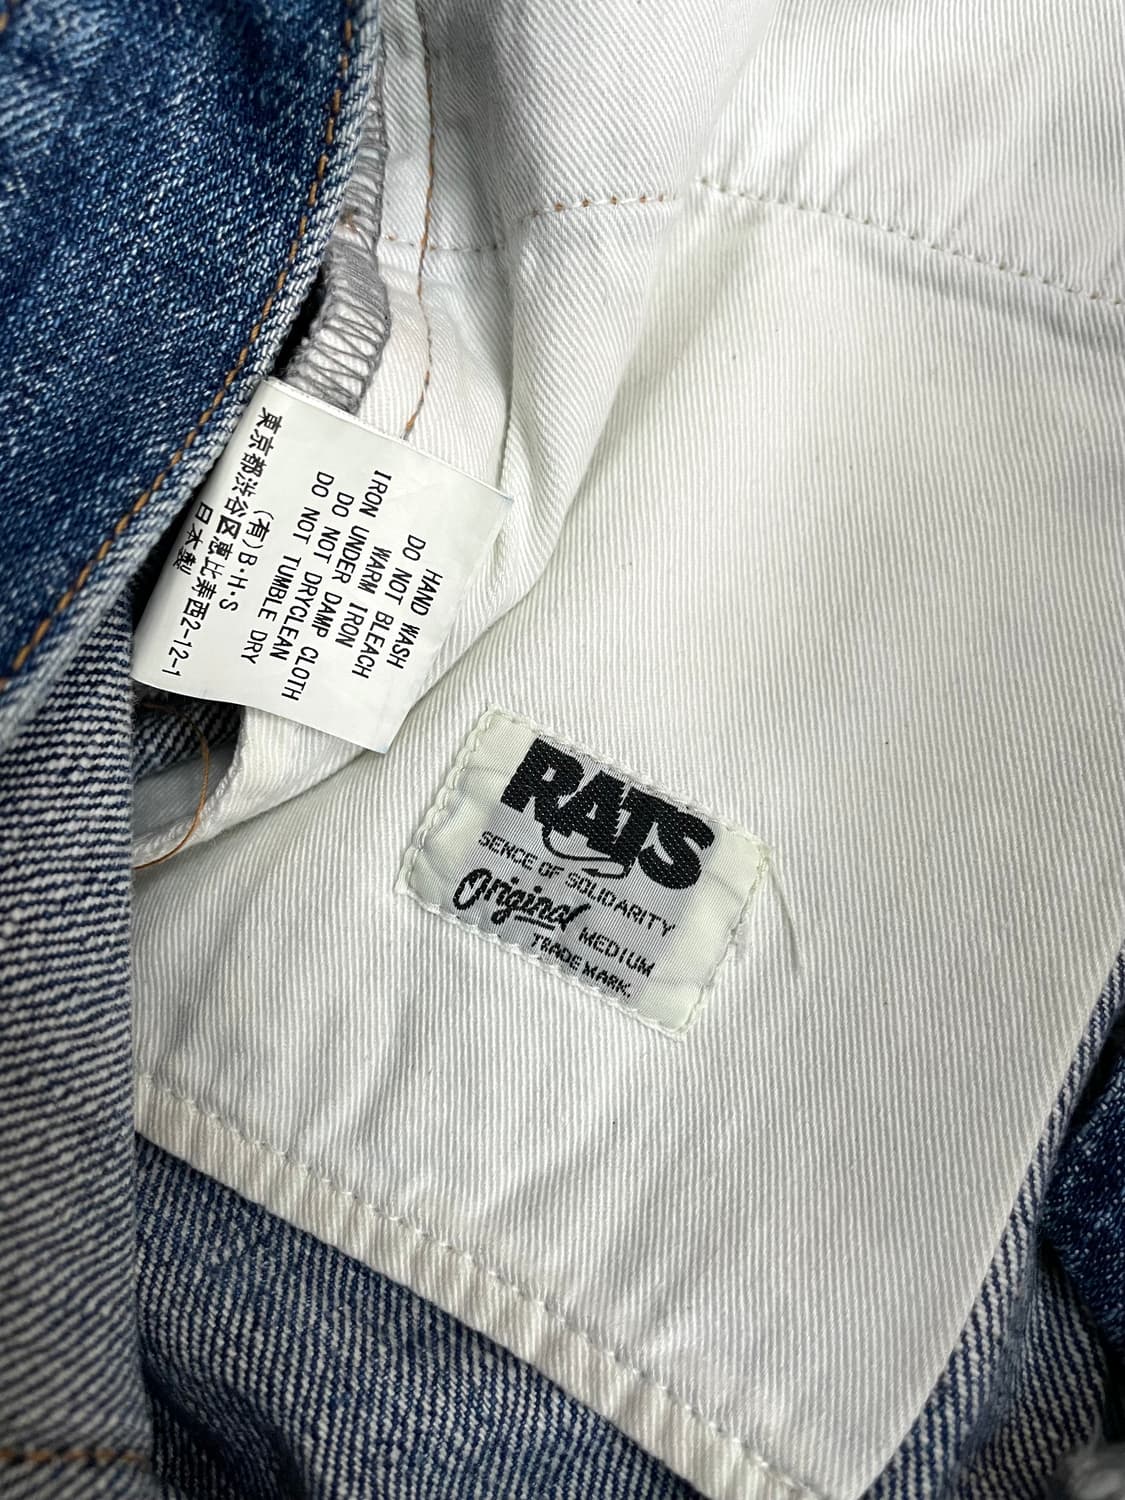 HAND WASH
DO NOT BLEACH
WARM IRON
IRON UNDER DAMP CLOTH
DO NOT DRYCLEAN
DO NOT TUMBLE DRY
(有)B・H・S
東京都渋谷区恵比寿西2-12-1
日本製
RATS
SENCE OF SOLIDARITY
Original MEDIUM
TRADE MARK.